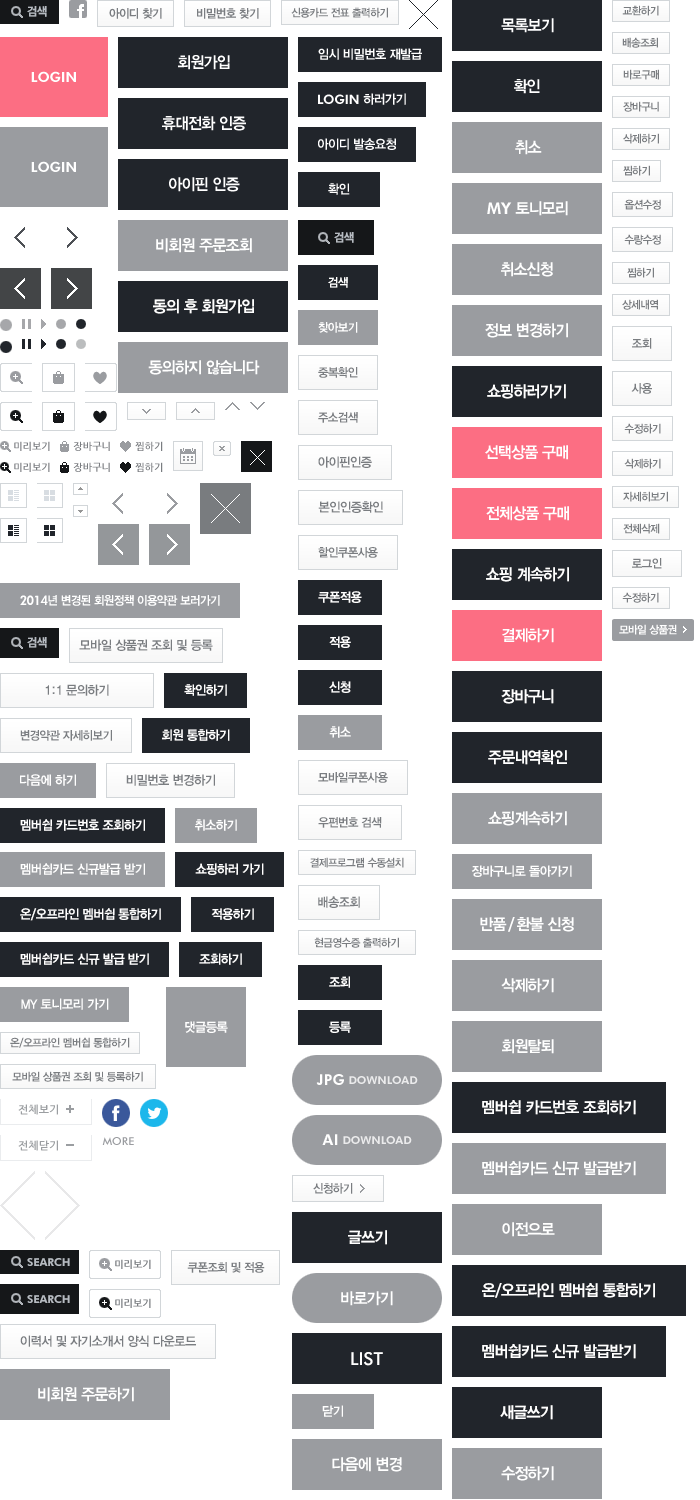 검색
아이디 찾기
비밀번호 찾기
신용카드 전표 출력하기
LOGIN
LOGIN
회원가입
휴대전화 인증
아이핀 인증
비회원 주문조회
동의 후 회원가입
동의하지 않습니다
미리보기
장바구니
찜하기
미리보기
장바구니
찜하기
2014년 변경된 회원정책 이용약관 보러가기
검색
모바일 상품권 조회 및 등록
1:1 문의하기
확인하기
변경약관 자세히보기
회원 통합하기
다음에 하기
비밀번호 변경하기
멤버쉽 카드번호 조회하기
취소하기
멤버쉽카드 신규발급 받기
쇼핑하러 가기
온/오프라인 멤버쉽 통합하기
적용하기
멤버쉽카드 신규 발급 받기
조회하기
MY 토니모리 가기
댓글등록
온/오프라인 멤버쉽 통합하기
모바일 상품권 조회 및 등록하기
전체보기 +
전체닫기 −
MORE
SEARCH
미리보기
쿠폰조회 및 적용
SEARCH
미리보기
이력서 및 자기소개서 양식 다운로드
비회원 주문하기
임시 비밀번호 재발급
LOGIN 하러가기
아이디 발송요청
확인
검색
검색
찾아보기
중복확인
주소검색
아이핀인증
본인인증확인
할인쿠폰사용
쿠폰적용
적용
신청
취소
모바일쿠폰사용
우편번호 검색
결제프로그램 수동설치
배송조회
현금영수증 출력하기
조회
등록
JPG DOWNLOAD
AI DOWNLOAD
신청하기 >
글쓰기
바로가기
LIST
닫기
다음에 변경
목록보기
확인
취소
MY 토니모리
취소신청
정보 변경하기
쇼핑하러가기
선택상품 구매
전체상품 구매
쇼핑 계속하기
결제하기
장바구니
주문내역확인
쇼핑계속하기
장바구니로 돌아가기
반품/환불 신청
삭제하기
회원탈퇴
멤버쉽 카드번호 조회하기
멤버쉽카드 신규 발급받기
이전으로
온/오프라인 멤버쉽 통합하기
멤버쉽카드 신규 발급받기
새글쓰기
수정하기
교환하기
배송조회
바로구매
장바구니
삭제하기
찜하기
옵션수정
수량수정
찜하기
상세내역
조회
사용
수정하기
삭제하기
자세히보기
전체삭제
로그인
수정하기
모바일 상품권 >